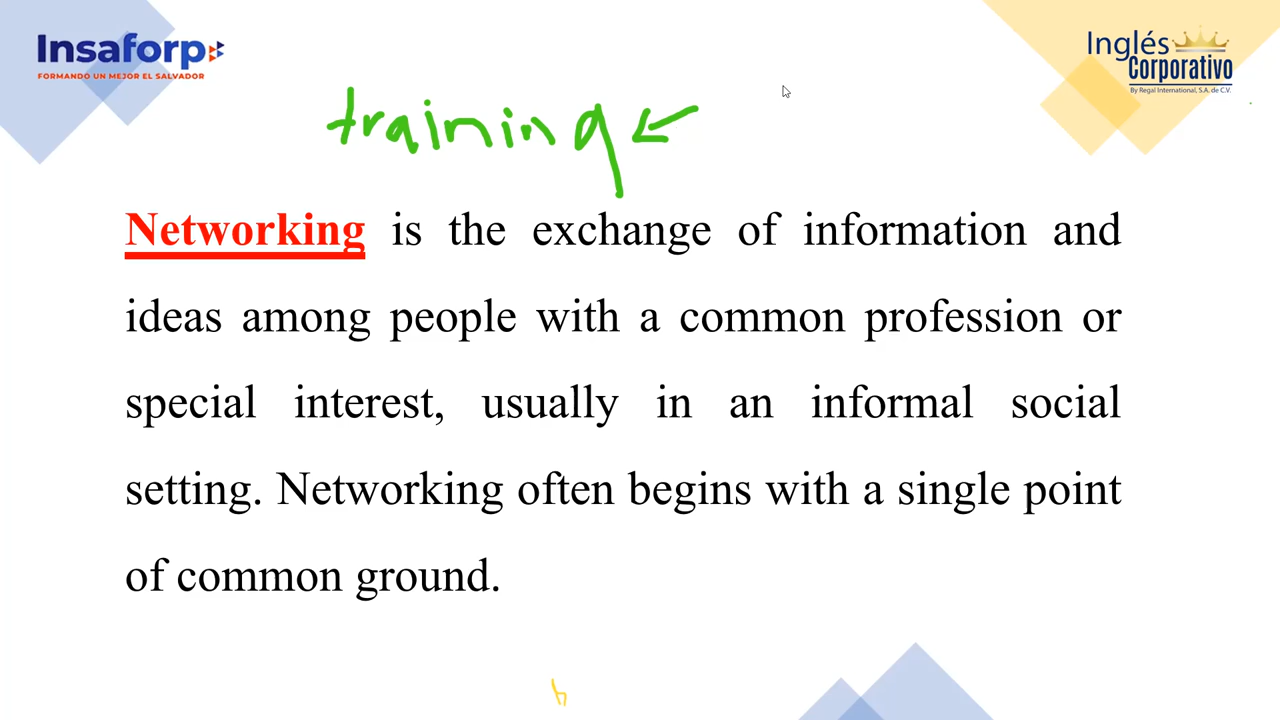 Insaforp
FORMANDO UN MEJOR EL SALVADOR
Inglés
Corporativo
By Regal International, S.A. de C.V.
training
Networking is the exchange of information and
ideas among people with a common profession or
special interest, usually in an informal social
setting. Networking often begins with a single point
of common ground.